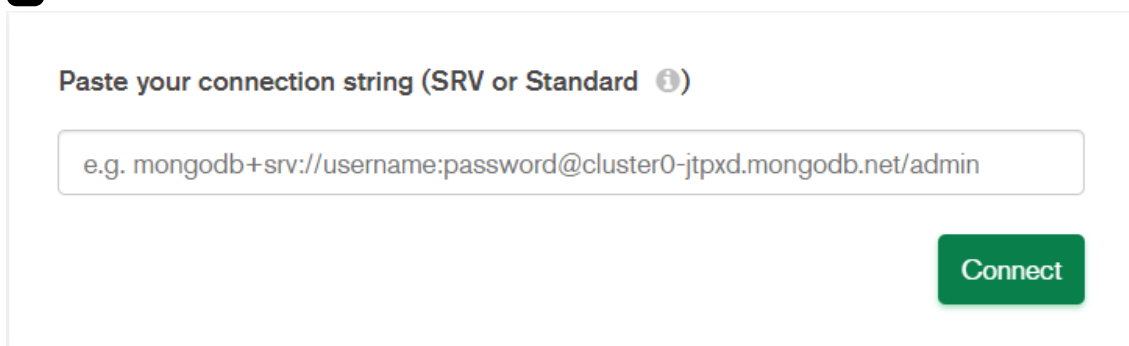 Paste your connection string (SRV or Standard ℹ)
e.g. mongodb+srv://username:password@cluster0-jtpxd.mongodb.net/admin
Connect